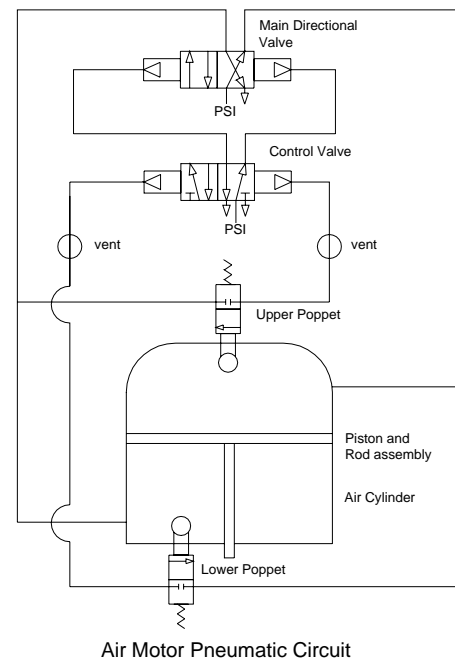 Main Directional
Valve
PSI
Control Valve
PSI
vent
vent
Upper Poppet
Piston and
Rod assembly
Air Cylinder
Lower Poppet
Air Motor Pneumatic Circuit